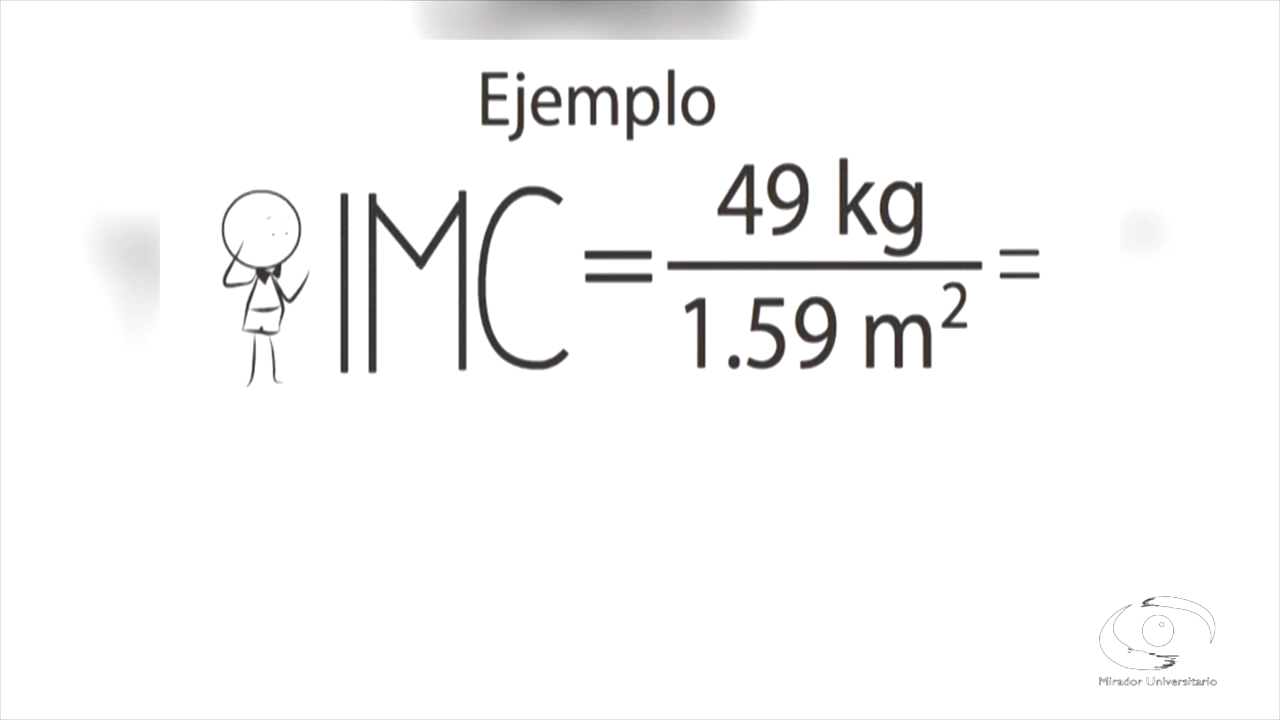 Ejemplo
IMC = 49 kg / 1.59 m² =
Mirador Universitario